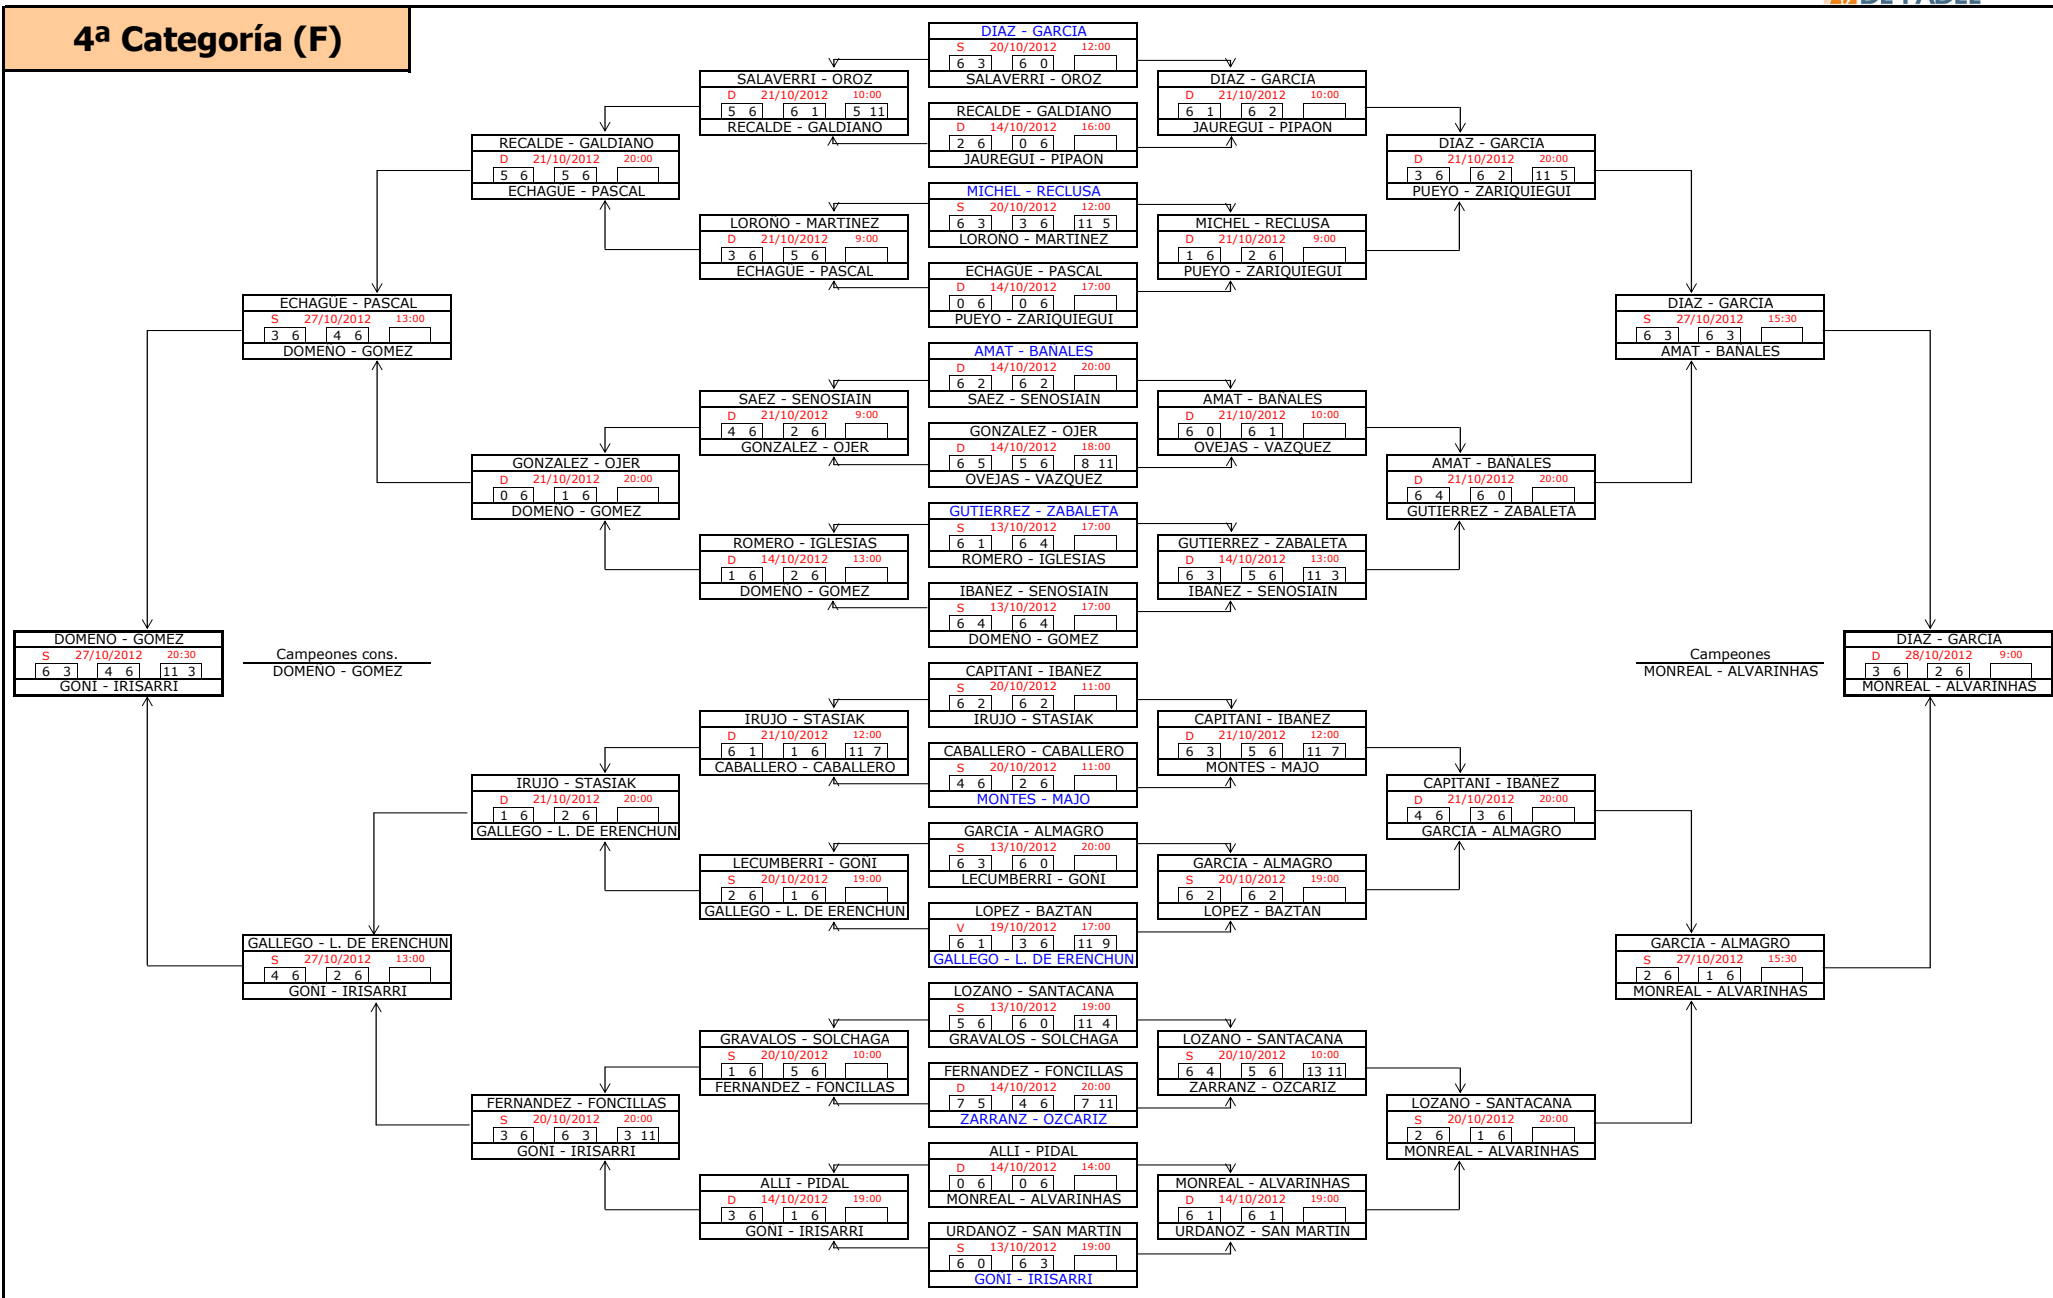 DE PADEL
4ª Categoría (F)
DIAZ - GARCIA
S 20/10/2012 12:00
6 3 6 0
SALAVERRI - OROZ
RECALDE - GALDIANO
D 14/10/2012 16:00
2 6 0 6
JAUREGUI - PIPAON
MICHEL - RECLUSA
S 20/10/2012 12:00
6 3 3 6 11 5
LOROÑO - MARTINEZ
ECHAGÜE - PASCAL
D 14/10/2012 17:00
0 6 0 6
PUEYO - ZARIQUIEGUI
AMAT - BAÑALES
D 14/10/2012 20:00
6 2 6 2
SAEZ - SENOSIAIN
GONZALEZ - OJER
D 14/10/2012 18:00
6 5 5 6 8 11
OVEJAS - VAZQUEZ
GUTIERREZ - ZABALETA
S 13/10/2012 17:00
6 1 6 4
ROMERO - IGLESIAS
IBAÑEZ - SENOSIAIN
S 13/10/2012 17:00
6 4 6 4
DOMEÑO - GOMEZ
CAPITANI - IBAÑEZ
S 20/10/2012 11:00
6 2 6 2
IRUJO - STASIAK
CABALLERO - CABALLERO
S 20/10/2012 11:00
4 6 2 6
MONTES - MAJO
GARCIA - ALMAGRO
S 13/10/2012 20:00
6 3 6 0
LECUMBERRI - GOÑI
LOPEZ - BAZTAN
V 19/10/2012 17:00
6 1 3 6 11 9
GALLEGO - L. DE ERENCHUN
LOZANO - SANTACANA
S 13/10/2012 19:00
5 6 6 0 11 4
GRAVALOS - SOLCHAGA
FERNANDEZ - FONCILLAS
D 14/10/2012 20:00
7 5 4 6 7 11
ZARRANZ - OZCARIZ
ALLI - PIDAL
D 14/10/2012 14:00
0 6 0 6
MONREAL - ALVARINHAS
URDANOZ - SAN MARTIN
S 13/10/2012 19:00
6 0 6 3
GOÑI - IRISARRI
SALAVERRI - OROZ
D 21/10/2012 10:00
5 6 6 1 5 11
RECALDE - GALDIANO
LOROÑO - MARTINEZ
D 21/10/2012 9:00
3 6 5 6
ECHAGÜE - PASCAL
SAEZ - SENOSIAIN
D 21/10/2012 9:00
4 6 2 6
GONZALEZ - OJER
ROMERO - IGLESIAS
D 14/10/2012 13:00
1 6 2 6
DOMEÑO - GOMEZ
IRUJO - STASIAK
D 21/10/2012 12:00
6 1 1 6 11 7
CABALLERO - CABALLERO
LECUMBERRI - GOÑI
S 20/10/2012 19:00
2 6 1 6
GALLEGO - L. DE ERENCHUN
GRAVALOS - SOLCHAGA
S 20/10/2012 10:00
1 6 5 6
FERNANDEZ - FONCILLAS
ALLI - PIDAL
D 14/10/2012 19:00
3 6 1 6
GOÑI - IRISARRI
RECALDE - GALDIANO
D 21/10/2012 20:00
5 6 5 6
ECHAGÜE - PASCAL
GONZALEZ - OJER
D 21/10/2012 20:00
0 6 1 6
DOMEÑO - GOMEZ
IRUJO - STASIAK
D 21/10/2012 20:00
1 6 2 6
GALLEGO - L. DE ERENCHUN
FERNANDEZ - FONCILLAS
S 20/10/2012 20:00
3 6 6 3 3 11
GOÑI - IRISARRI
ECHAGÜE - PASCAL
S 27/10/2012 13:00
3 6 4 6
DOMEÑO - GOMEZ
GALLEGO - L. DE ERENCHUN
S 27/10/2012 13:00
4 6 2 6
GOÑI - IRISARRI
DOMEÑO - GOMEZ
S 27/10/2012 20:30
6 3 4 6 11 3
GOÑI - IRISARRI
Campeones cons.
DOMEÑO - GOMEZ
DIAZ - GARCIA
D 21/10/2012 10:00
6 1 6 2
JAUREGUI - PIPAON
MICHEL - RECLUSA
D 21/10/2012 9:00
1 6 2 6
PUEYO - ZARIQUIEGUI
AMAT - BAÑALES
D 21/10/2012 10:00
6 0 6 1
OVEJAS - VAZQUEZ
GUTIERREZ - ZABALETA
D 14/10/2012 13:00
6 3 5 6 11 3
IBAÑEZ - SENOSIAIN
CAPITANI - IBAÑEZ
D 21/10/2012 12:00
6 3 5 6 11 7
MONTES - MAJO
GARCIA - ALMAGRO
S 20/10/2012 19:00
6 2 6 2
LOPEZ - BAZTAN
LOZANO - SANTACANA
S 20/10/2012 10:00
6 4 5 6 13 11
ZARRANZ - OZCARIZ
MONREAL - ALVARINHAS
D 14/10/2012 19:00
6 1 6 1
URDANOZ - SAN MARTIN
DIAZ - GARCIA
D 21/10/2012 20:00
3 6 6 2 11 5
PUEYO - ZARIQUIEGUI
AMAT - BAÑALES
D 21/10/2012 20:00
6 4 6 0
GUTIERREZ - ZABALETA
CAPITANI - IBAÑEZ
D 21/10/2012 20:00
4 6 3 6
GARCIA - ALMAGRO
LOZANO - SANTACANA
S 20/10/2012 20:00
2 6 1 6
MONREAL - ALVARINHAS
DIAZ - GARCIA
S 27/10/2012 15:30
6 3 6 3
AMAT - BAÑALES
GARCIA - ALMAGRO
S 27/10/2012 15:30
2 6 1 6
MONREAL - ALVARINHAS
Campeones
MONREAL - ALVARINHAS
DIAZ - GARCIA
D 28/10/2012 9:00
3 6 2 6
MONREAL - ALVARINHAS